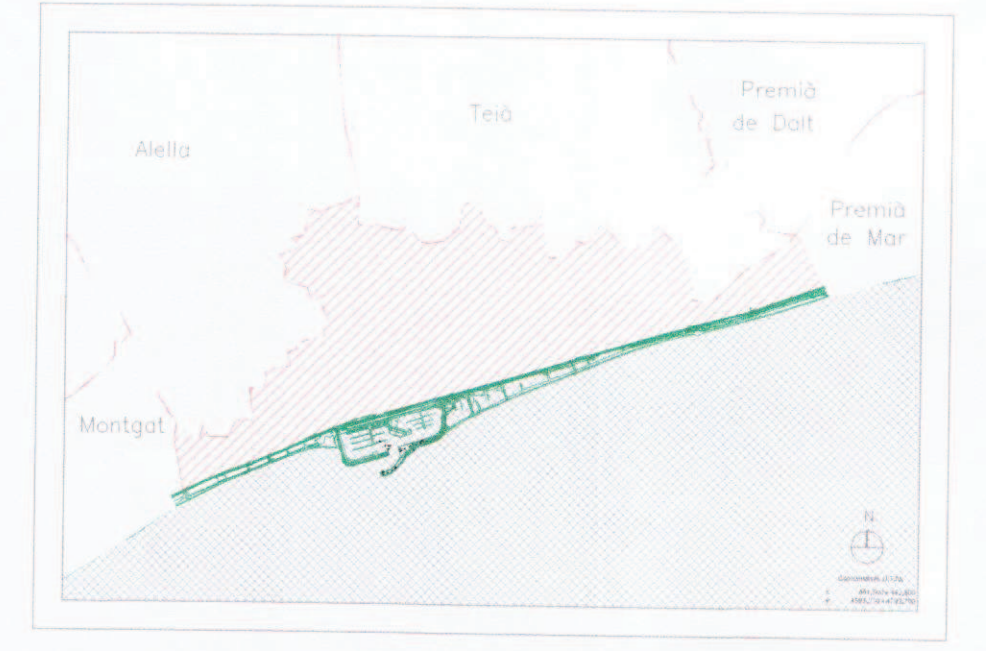 Teià
Premià
de Dalt
Alella
Premià
de Mar
Montgat
N